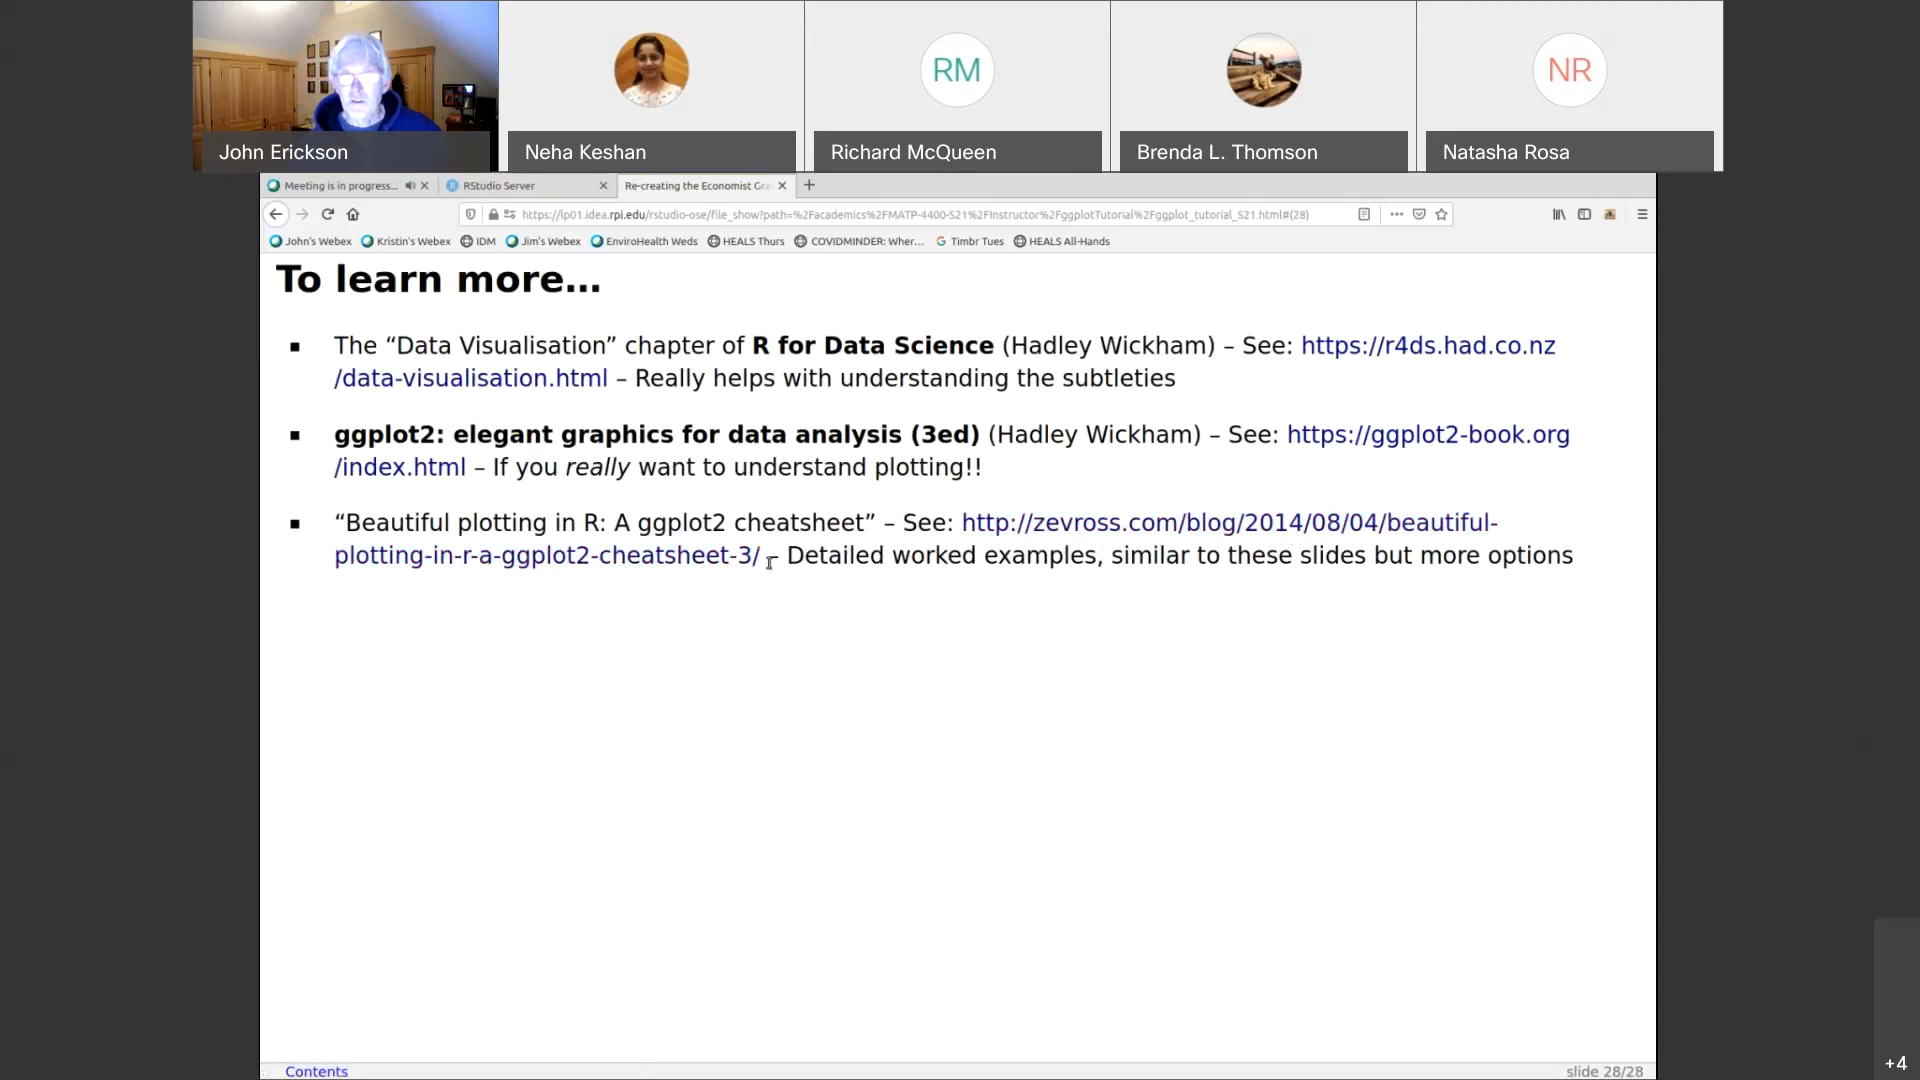 RM
NR
John Erickson
Neha Keshan
Richard McQueen
Brenda L. Thomson
Natasha Rosa
Meeting is in progress...
RStudio Server
Re-creating the Economist Gra
https://lp01.idea.rpi.edu/rstudio-ose/file_show?path=%2Facademics%2FMATP-4400-S21%2FInstructor%2FggplotTutorial%2Fggplot_tutorial_S21.html#(28)
John's Webex
Kristin's Webex
IDM
Jim's Webex
EnviroHealth Weds
HEALS Thurs
COVIDMINDER: Wher...
Timbr Tues
HEALS All-Hands
To learn more...
The “Data Visualisation” chapter of R for Data Science (Hadley Wickham) – See: https://r4ds.had.co.nz
/data-visualisation.html – Really helps with understanding the subtleties
ggplot2: elegant graphics for data analysis (3ed) (Hadley Wickham) – See: https://ggplot2-book.org
/index.html – If you really want to understand plotting!!
“Beautiful plotting in R: A ggplot2 cheatsheet” – See: http://zevross.com/blog/2014/08/04/beautiful-
plotting-in-r-a-ggplot2-cheatsheet-3/ – Detailed worked examples, similar to these slides but more options
Contents
slide 28/28
+4